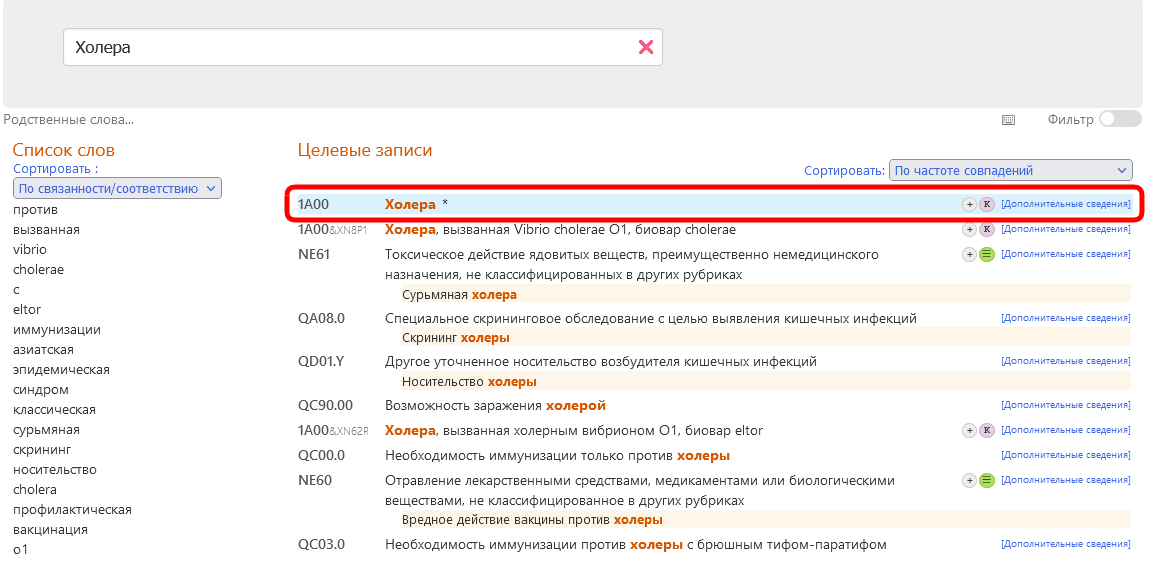 Холера
Родственные слова...
Фильтр
Список слов
Сортировать :
По связанности/соответствию
против
вызванная
vibrio
cholerae
с
eltor
иммунизации
азиатская
эпидемическая
синдром
классическая
сурьмяная
скрининг
носительство
cholera
профилактическая
вакцинация
o1
Целевые записи
Сортировать: По частоте совпадений
1A00 Холера * + K [Дополнительные сведения]
1A00&XN8P1 Холера, вызванная Vibrio cholerae O1, биовар cholerae + K [Дополнительные сведения]
NE61 Токсическое действие ядовитых веществ, преимущественно немедицинского + [Дополнительные сведения]
назначения, не классифицированных в других рубриках
Сурьмяная холера
QA08.0 Специальное скрининговое обследование с целью выявления кишечных инфекций [Дополнительные сведения]
Скрининг холеры
QD01.Y Другое уточненное носительство возбудителя кишечных инфекций [Дополнительные сведения]
Носительство холеры
QC90.00 Возможность заражения холерой [Дополнительные сведения]
1A00&XN62R Холера, вызванная холерным вибрионом O1, биовар eltor + K [Дополнительные сведения]
QC00.0 Необходимость иммунизации только против холеры [Дополнительные сведения]
NE60 Отравление лекарственными средствами, медикаментами или биологическими + [Дополнительные сведения]
веществами, не классифицированное в других рубриках
Вредное действие вакцины против холеры
QC03.0 Необходимость иммунизации против холеры с брюшным тифом-паратифом [Дополнительные сведения]